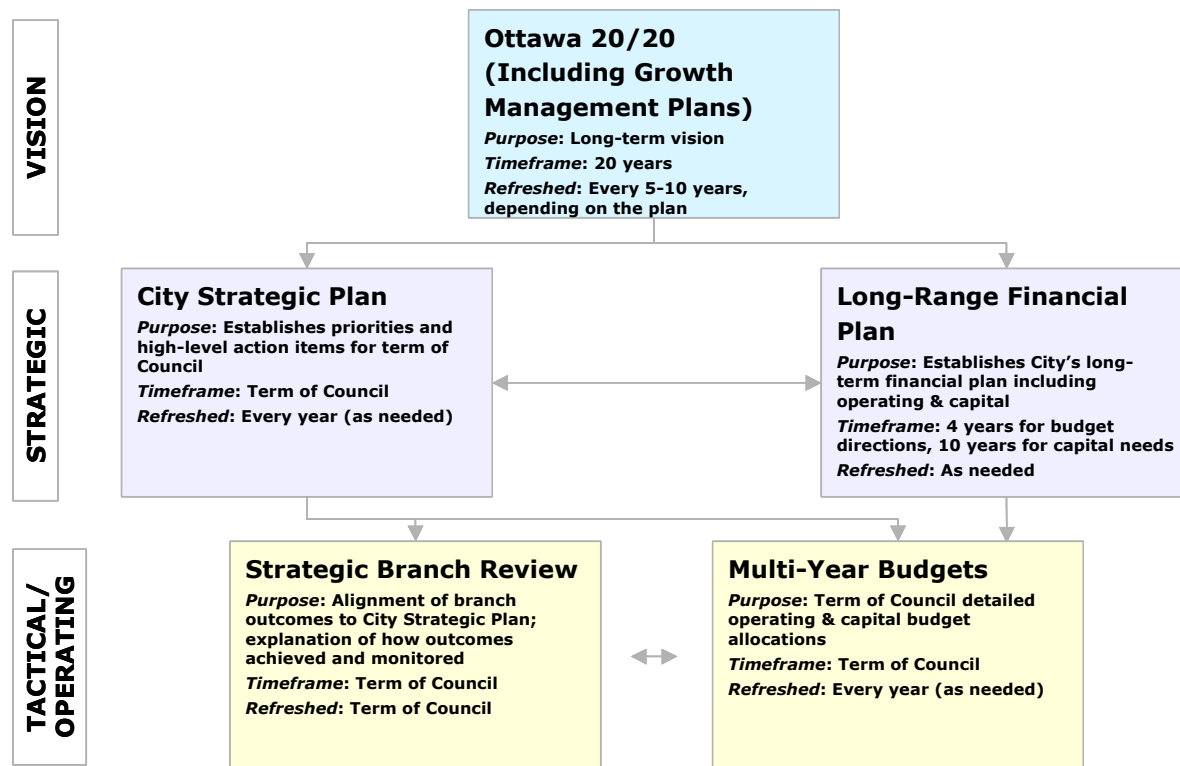 VISION
Ottawa 20/20
(Including Growth
Management Plans)
Purpose: Long-term vision
Timeframe: 20 years
Refreshed: Every 5-10 years,
depending on the plan
STRATEGIC
City Strategic Plan
Purpose: Establishes priorities and
high-level action items for term of
Council
Timeframe: Term of Council
Refreshed: Every year (as needed)
Long-Range Financial
Plan
Purpose: Establishes City’s long-
term financial plan including
operating & capital
Timeframe: 4 years for budget
directions, 10 years for capital needs
Refreshed: As needed
TACTICAL/
OPERATING
Strategic Branch Review
Purpose: Alignment of branch
outcomes to City Strategic Plan;
explanation of how outcomes
achieved and monitored
Timeframe: Term of Council
Refreshed: Term of Council
Multi-Year Budgets
Purpose: Term of Council detailed
operating & capital budget
allocations
Timeframe: Term of Council
Refreshed: Every year (as needed)